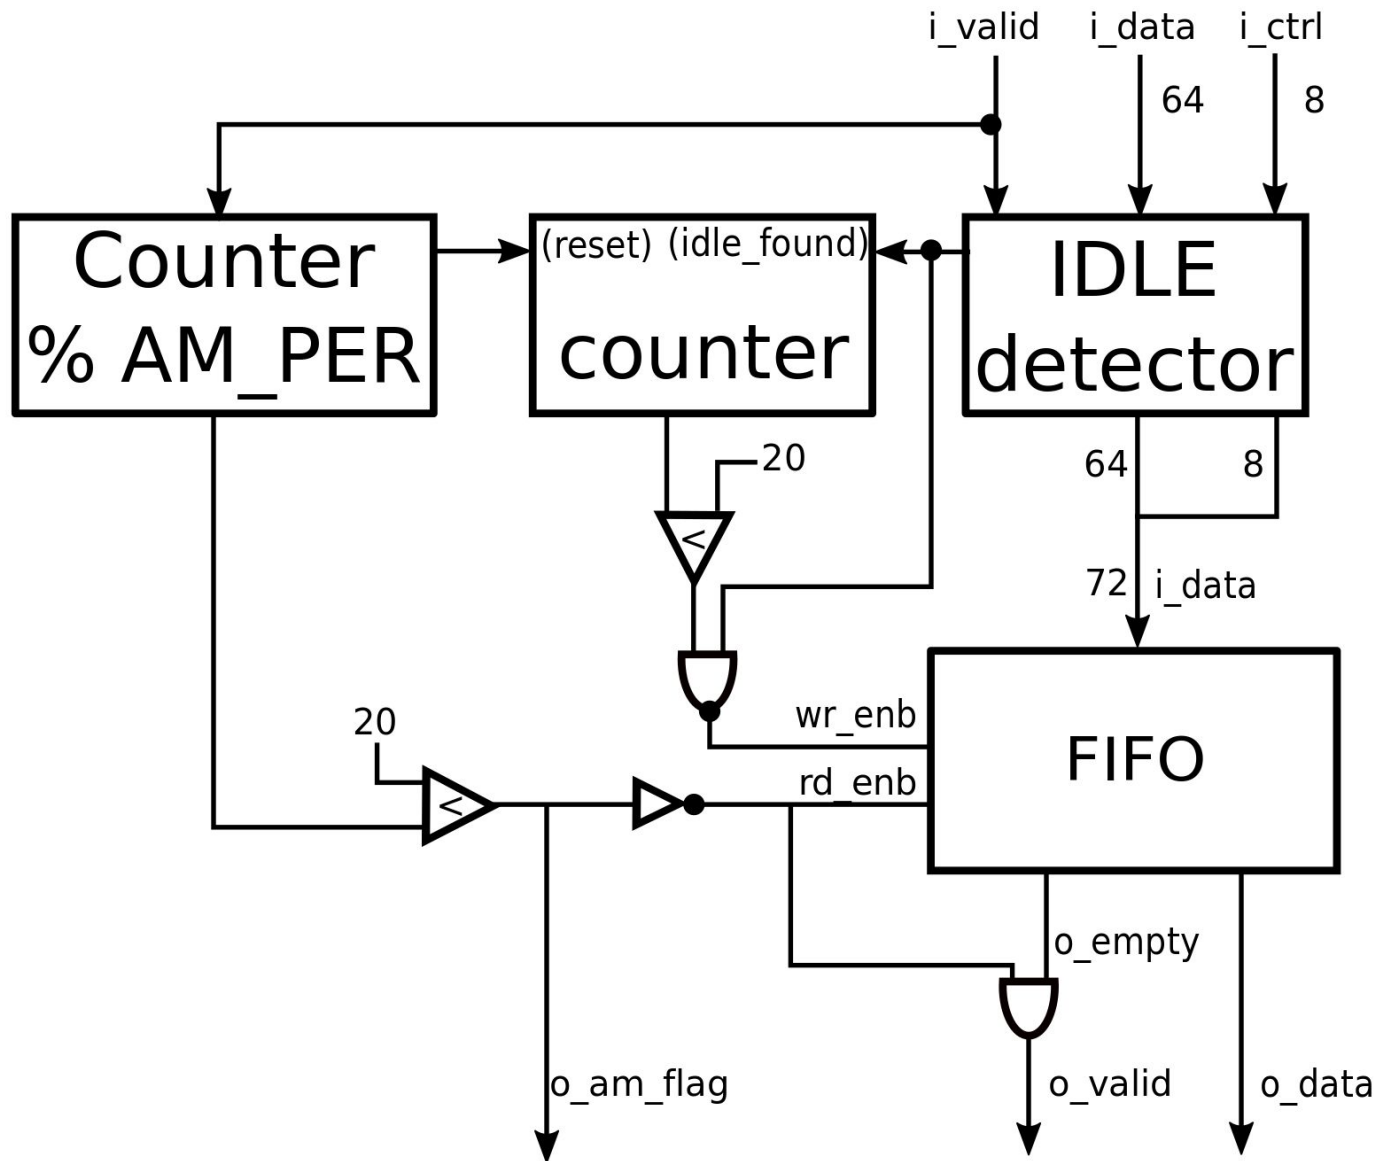 i_valid
i_data
i_ctrl
64
8
Counter
% AM_PER
(reset)
(idle_found)
counter
IDLE
detector
20
<
64
8
72
i_data
20
<
wr_enb
rd_enb
FIFO
o_empty
o_am_flag
o_valid
o_data